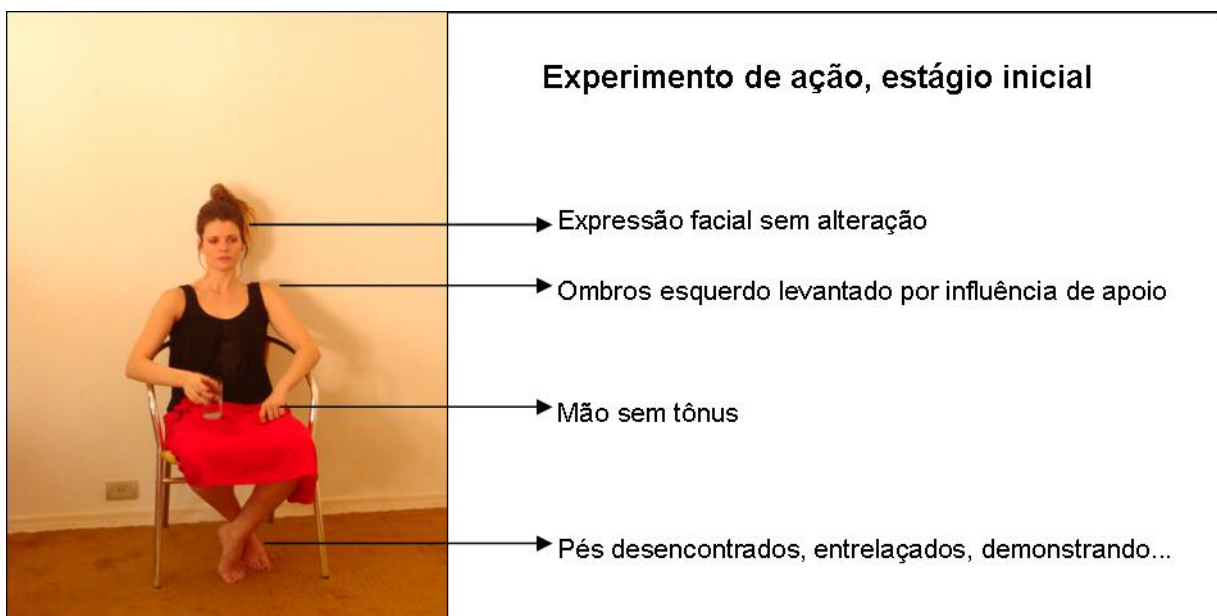 Experimento de ação, estágio inicial
Expressão facial sem alteração
Ombros esquerdo levantado por influência de apoio
Mão sem tônus
Pés desencontrados, entrelaçados, demonstrando...